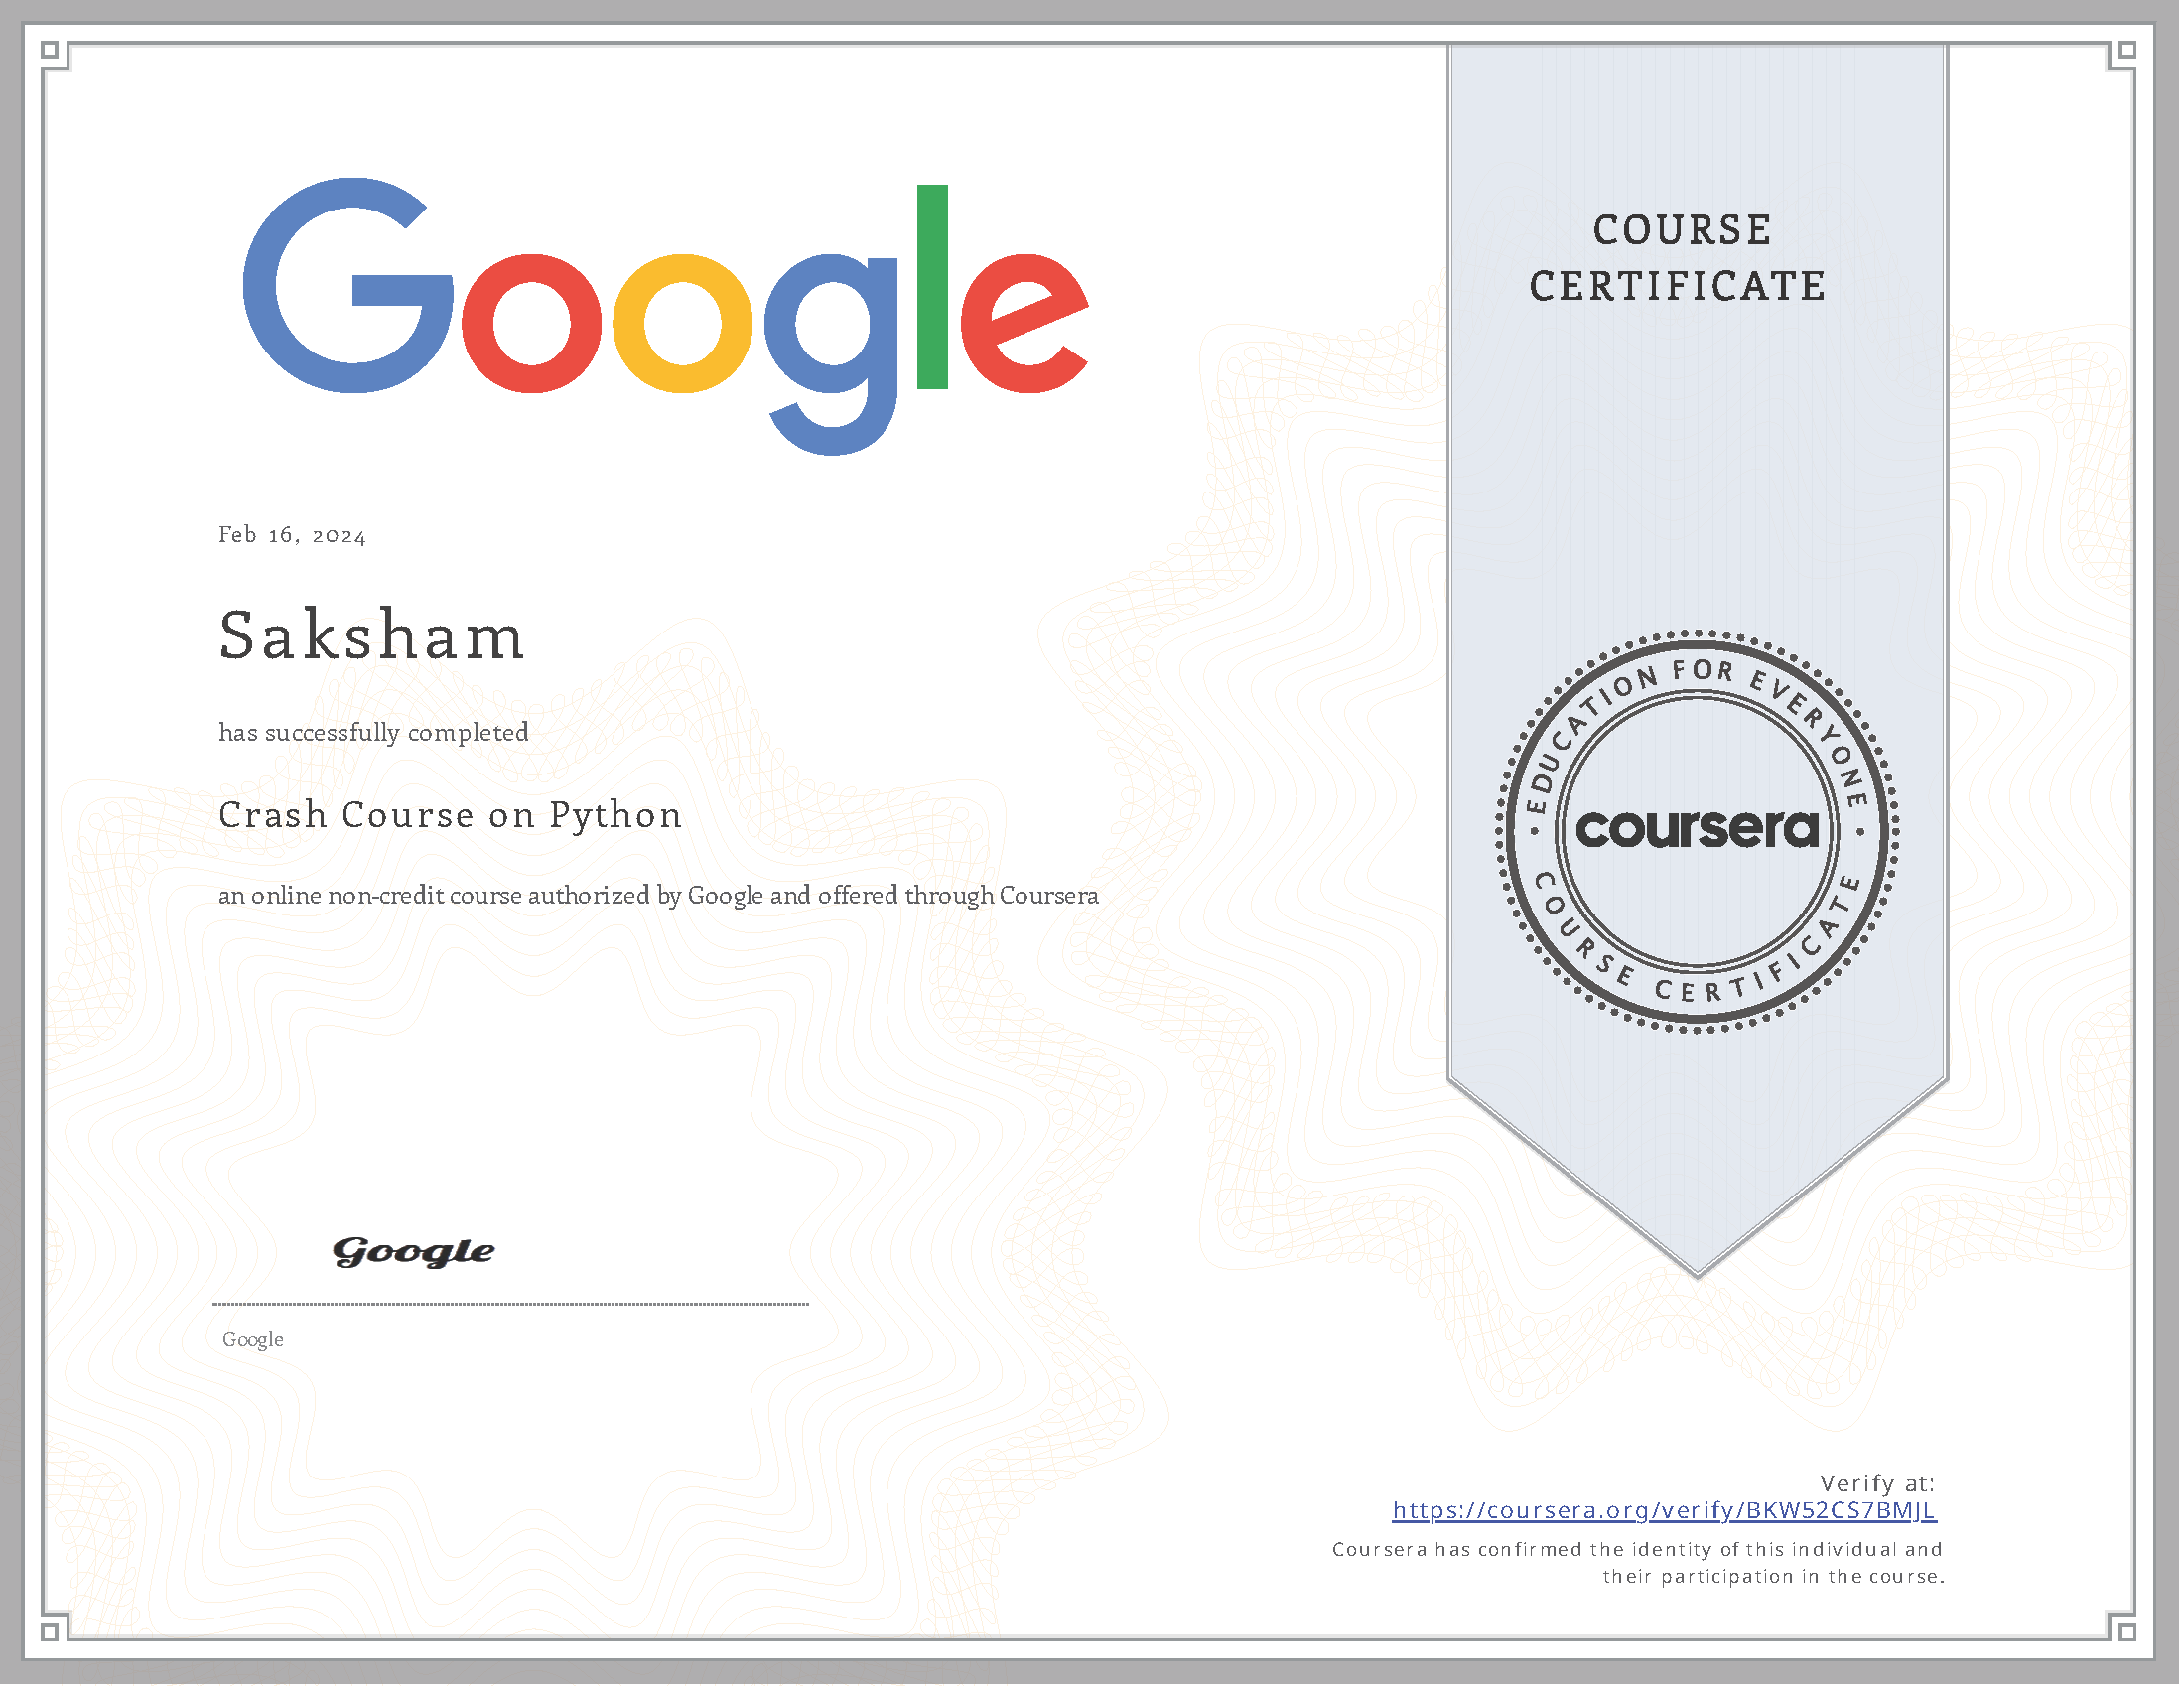 Google
Feb 16, 2024
Saksham
has successfully completed
Crash Course on Python
an online non-credit course authorized by Google and offered through Coursera
Google
Google
COURSE
CERTIFICATE
EDUCATION FOR EVERYONE
coursera
COURSE CERTIFICATE
Verify at:
https://coursera.org/verify/BKW52CS7BMJL
Coursera has confirmed the identity of this individual and
their participation in the course.